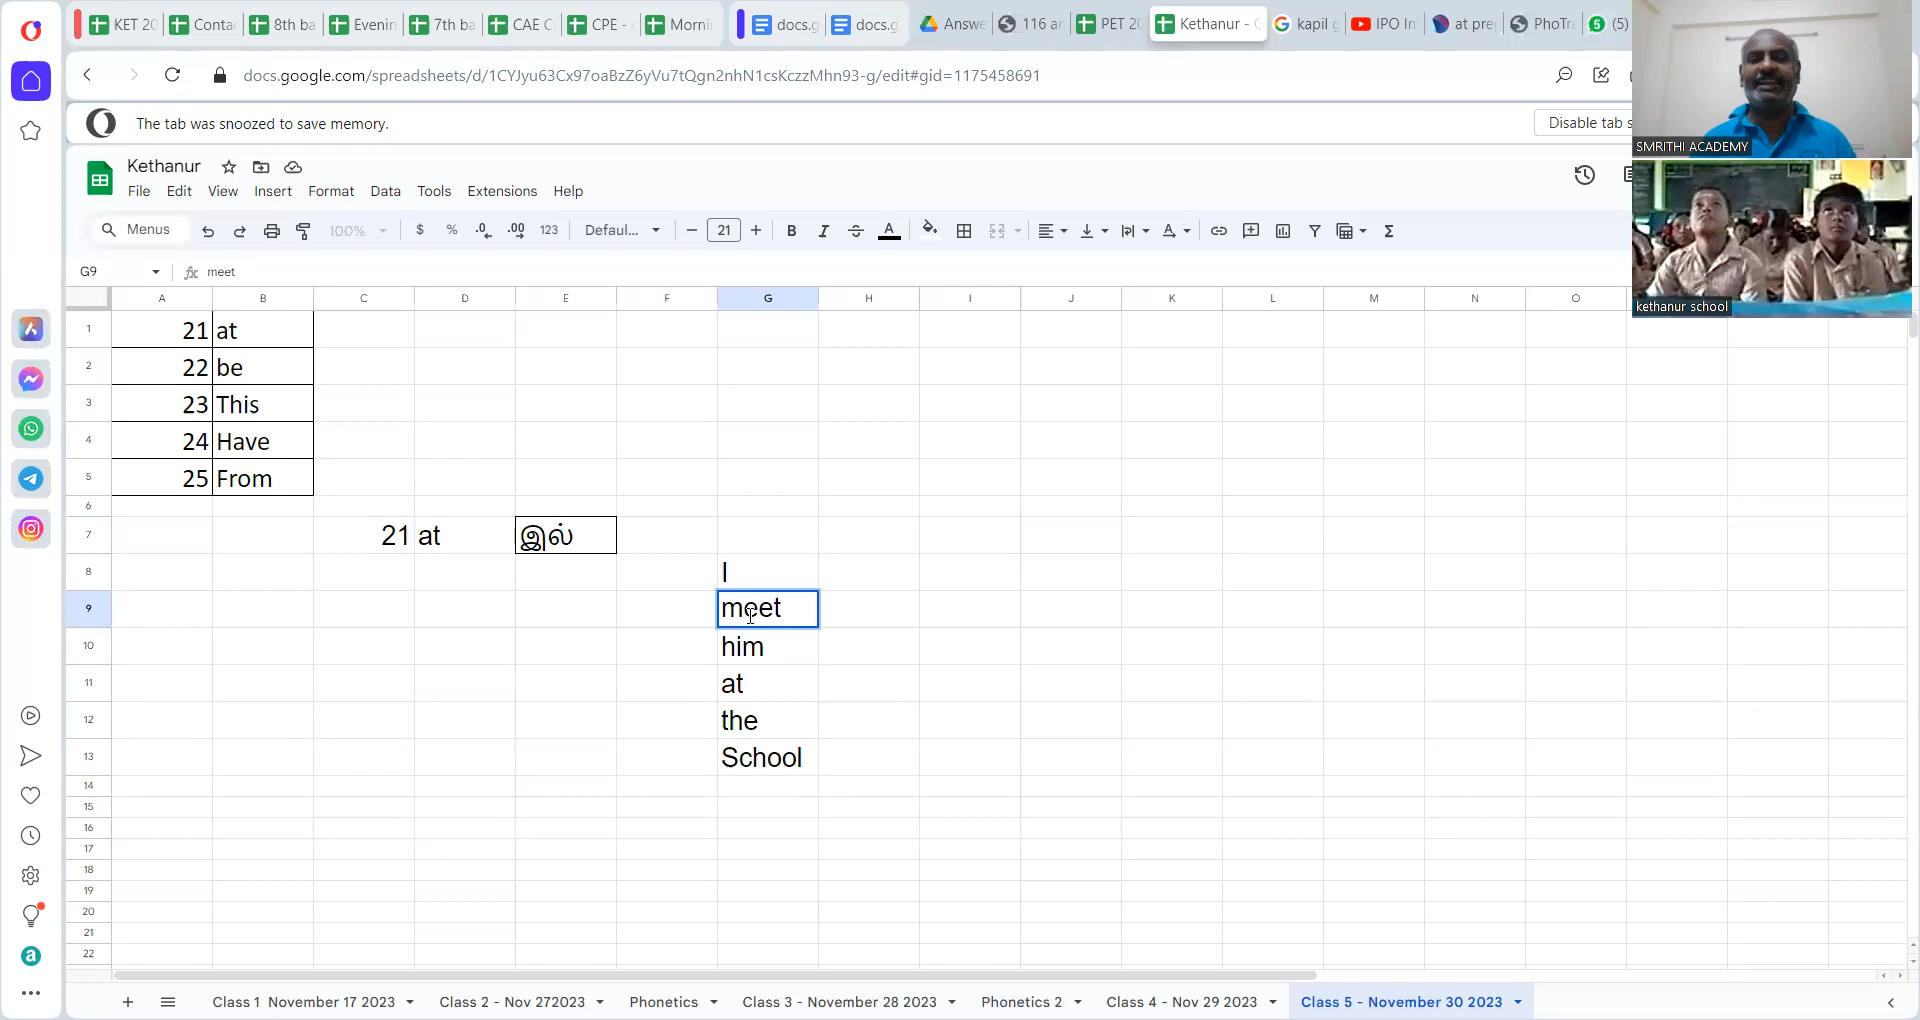 KET 20
Contac
8th ba
Evenin
7th ba
CAE C
CPE -
Mornin
docs.g
docs.g
Answe
116 ar
PET 20
Kethanur - G
kapil g
IPO In
at prep
PhoTra
(5)
docs.google.com/spreadsheets/d/1CYJyu63Cx97oaBzZ6yVu7tQgn2nhN1csKczzMhn93-g/edit#gid=1175458691
The tab was snoozed to save memory.
Disable tab s
SMRITHI ACADEMY
kethanur school
Kethanur
File Edit View Insert Format Data Tools Extensions Help
Menus 100% $ % .0 .00 123 Defaul... 21 B I S A
G9 fx meet
A B C D E F G H I J K L M N O
1 21 at
2 22 be
3 23 This
4 24 Have
5 25 From
6
7 21 at இல்
8 I
9 meet
10 him
11 at
12 the
13 School
14
15
16
17
18
19
20
21
22
Class 1 November 17 2023 Class 2 - Nov 272023 Phonetics Class 3 - November 28 2023 Phonetics 2 Class 4 - Nov 29 2023 Class 5 - November 30 2023